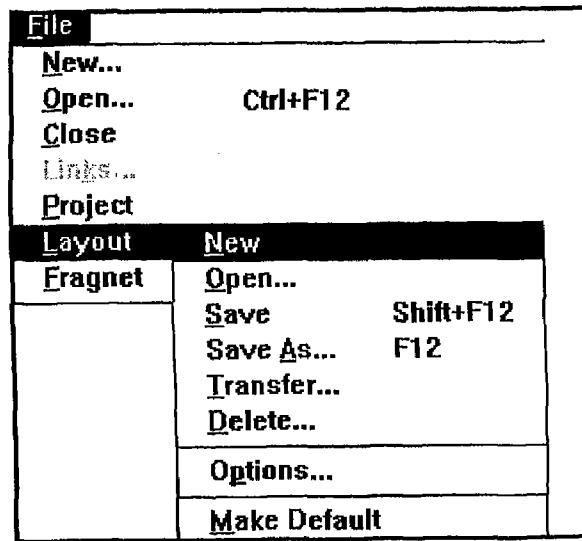 File
New...
Open... Ctrl+F12
Close
Links...
Project
Layout New
Fragnet Open...
Save Shift+F12
Save As... F12
Transfer...
Delete...
Options...
Make Default